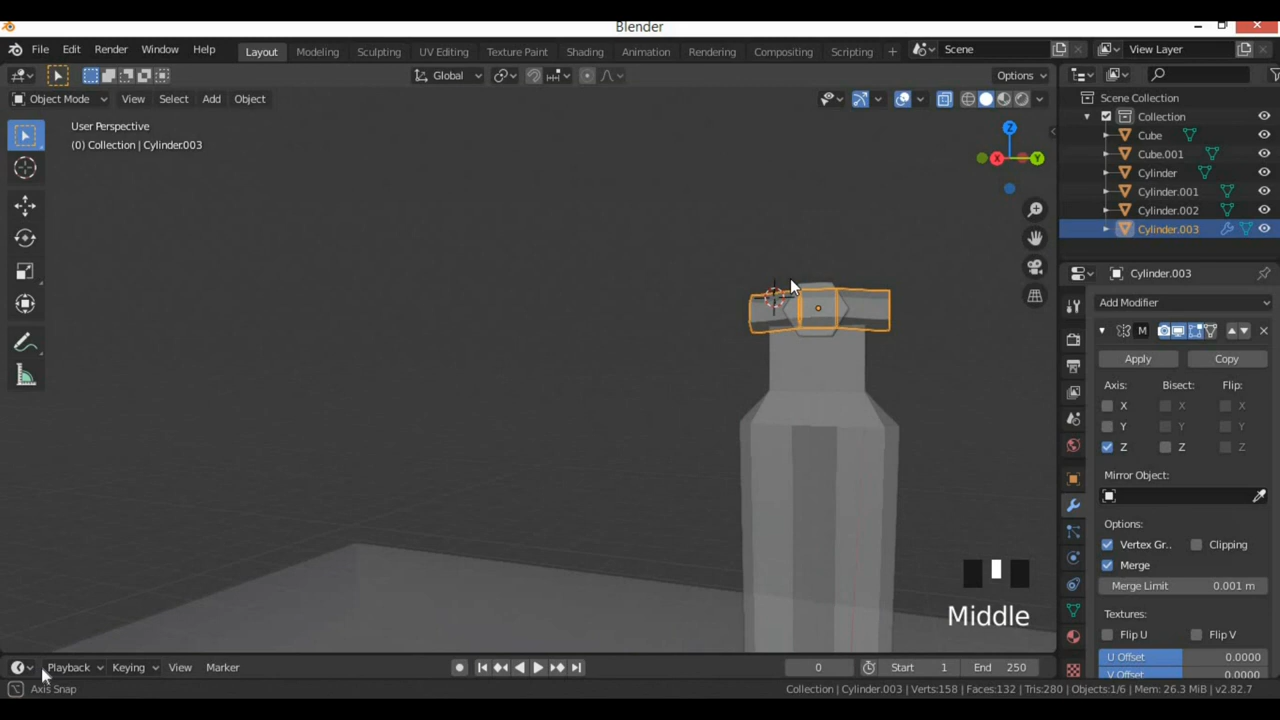 Blender
File Edit Render Window Help Layout Modeling Sculpting UV Editing Texture Paint Shading Animation Rendering Compositing Scripting + Scene View Layer
Global Options
Object Mode View Select Add Object
User Perspective
(0) Collection | Cylinder.003
Z
X
Y
Scene Collection
Collection
Cube
Cube.001
Cylinder
Cylinder.001
Cylinder.002
Cylinder.003
Cylinder.003
Add Modifier
M
Apply Copy
Axis: Bisect: Flip:
X X X
Y Y Y
Z Z Z
Mirror Object:
Options:
Vertex Gr.. Clipping
Merge
Merge Limit 0.001 m
Textures:
Flip U Flip V
U Offset 0.0000
V Offset 0.0000
Middle
Playback Keying View Marker 0 Start 1 End 250
Axis Snap Collection | Cylinder.003 | Verts:158 | Faces:132 | Tris:280 | Objects:1/6 | Mem: 26.3 MiB | v2.82.7